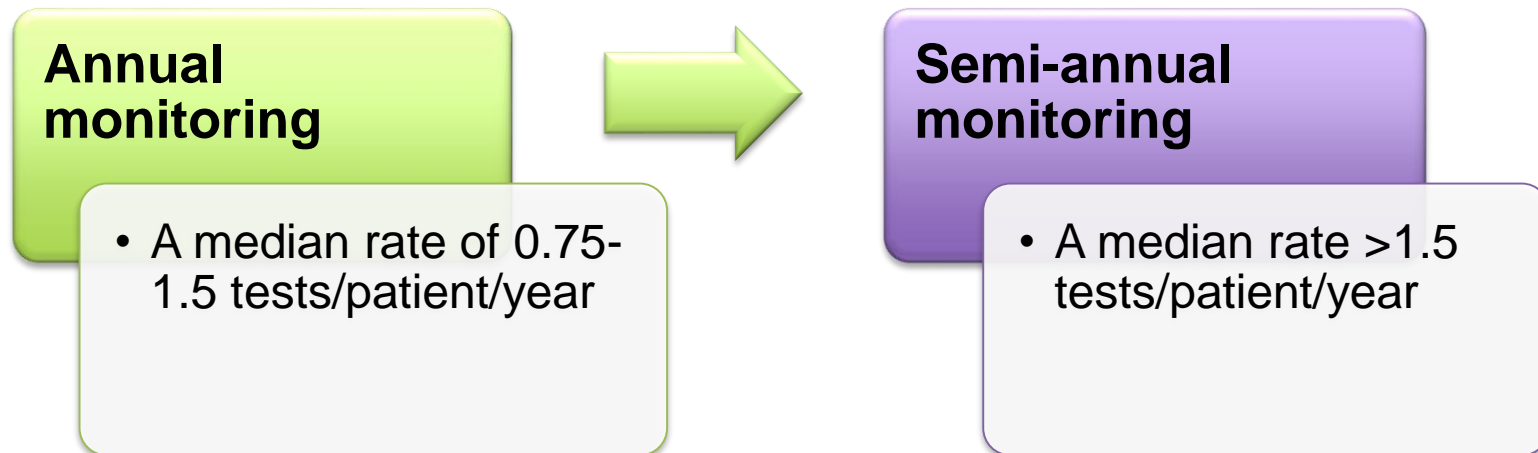 Annual
monitoring
• A median rate of 0.75-
1.5 tests/patient/year
Semi-annual
monitoring
• A median rate >1.5
tests/patient/year